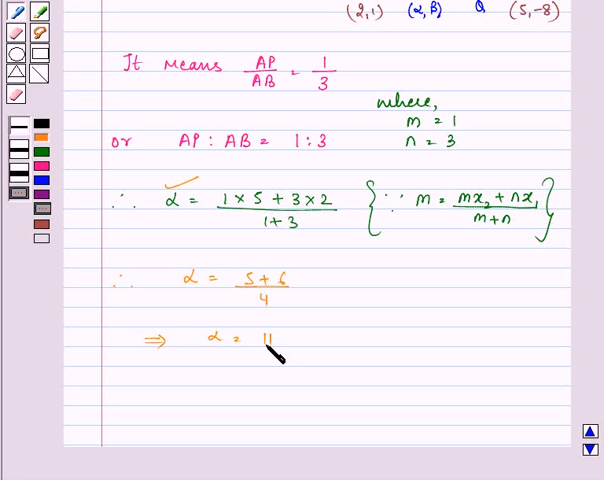 (2,1) (α, β) Q (5,-8)
It means AP/AB = 1/3
where,
m = 1
or AP : AB = 1:3
n = 3
∴ α = (1 × 5 + 3 × 2)/(1+3) {∵ m = (mx₂ + nx₁)/(m+n)}
∴ α = (5 + 6)/4
⇒ α = 11